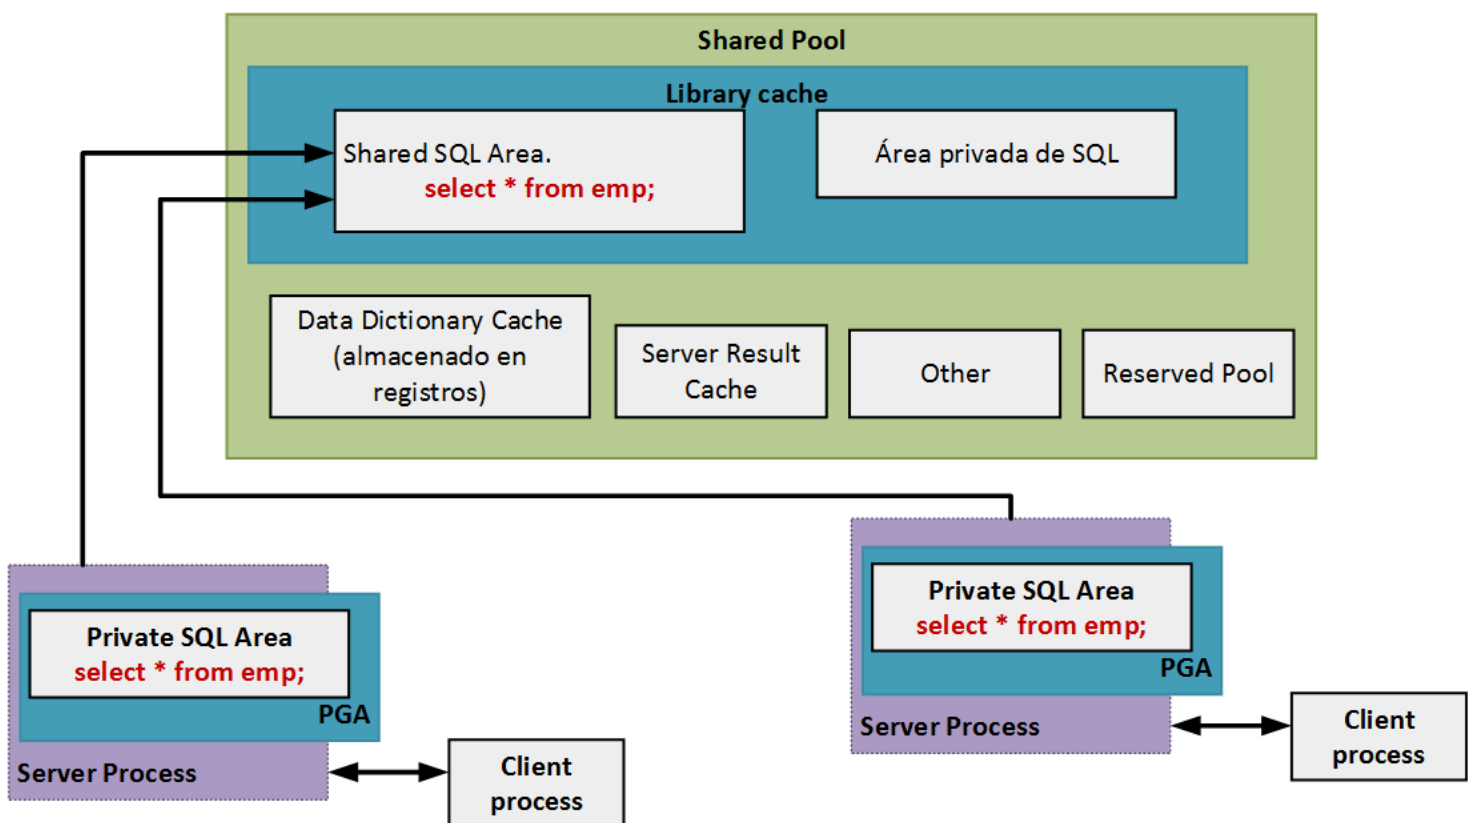 Shared Pool
Library cache
Shared SQL Area.
select * from emp;
Área privada de SQL
Data Dictionary Cache
(almacenado en
registros)
Server Result
Cache
Other
Reserved Pool
Private SQL Area
select * from emp;
PGA
Server Process
Client
process
Private SQL Area
select * from emp;
PGA
Server Process
Client
process